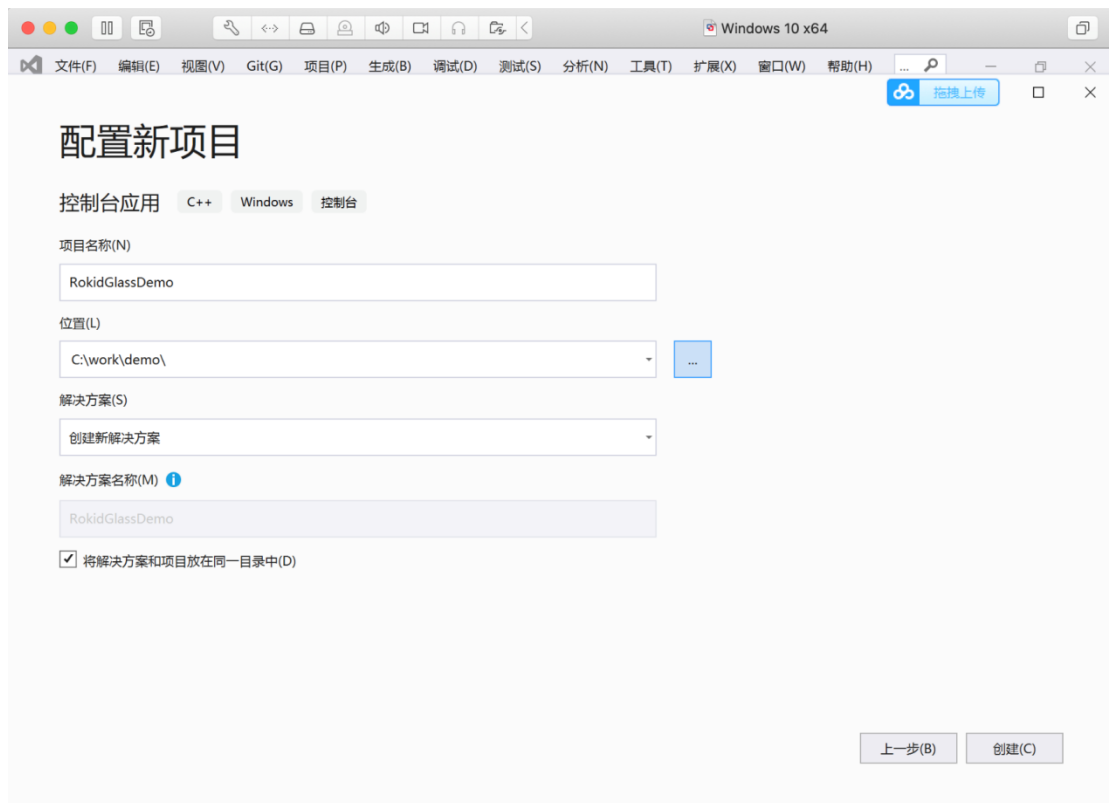 Windows 10 x64
文件(F) 编辑(E) 视图(V) Git(G) 项目(P) 生成(B) 调试(D) 测试(S) 分析(N) 工具(T) 扩展(X) 窗口(W) 帮助(H) ...
拖拽上传
配置新项目
控制台应用 C++ Windows 控制台
项目名称(N)
RokidGlassDemo
位置(L)
C:\work\demo\
...
解决方案(S)
创建新解决方案
解决方案名称(M)
RokidGlassDemo
将解决方案和项目放在同一目录中(D)
上一步(B) 创建(C)